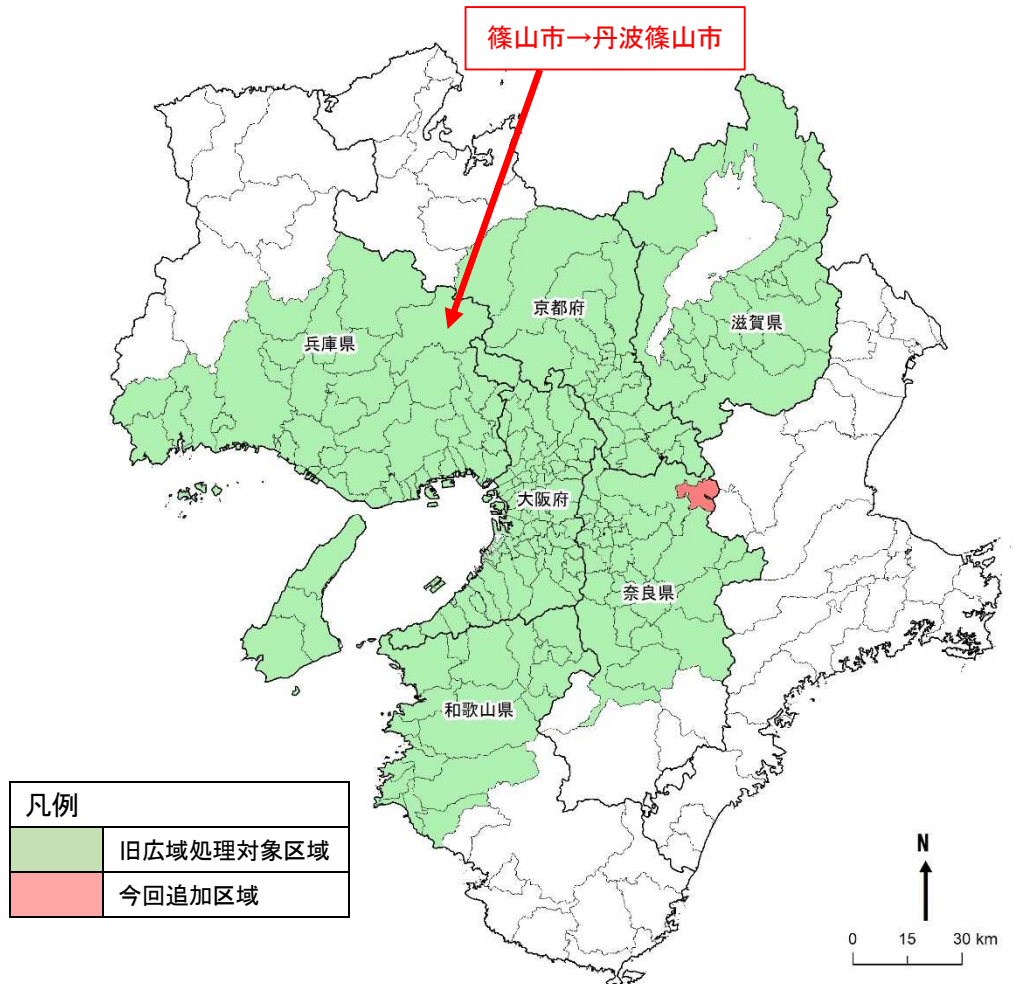 篠山市→丹波篠山市
京都府
滋賀県
兵庫県
大阪府
奈良県
和歌山県
凡例
旧広域処理対象区域
今回追加区域
N
0 15 30 km